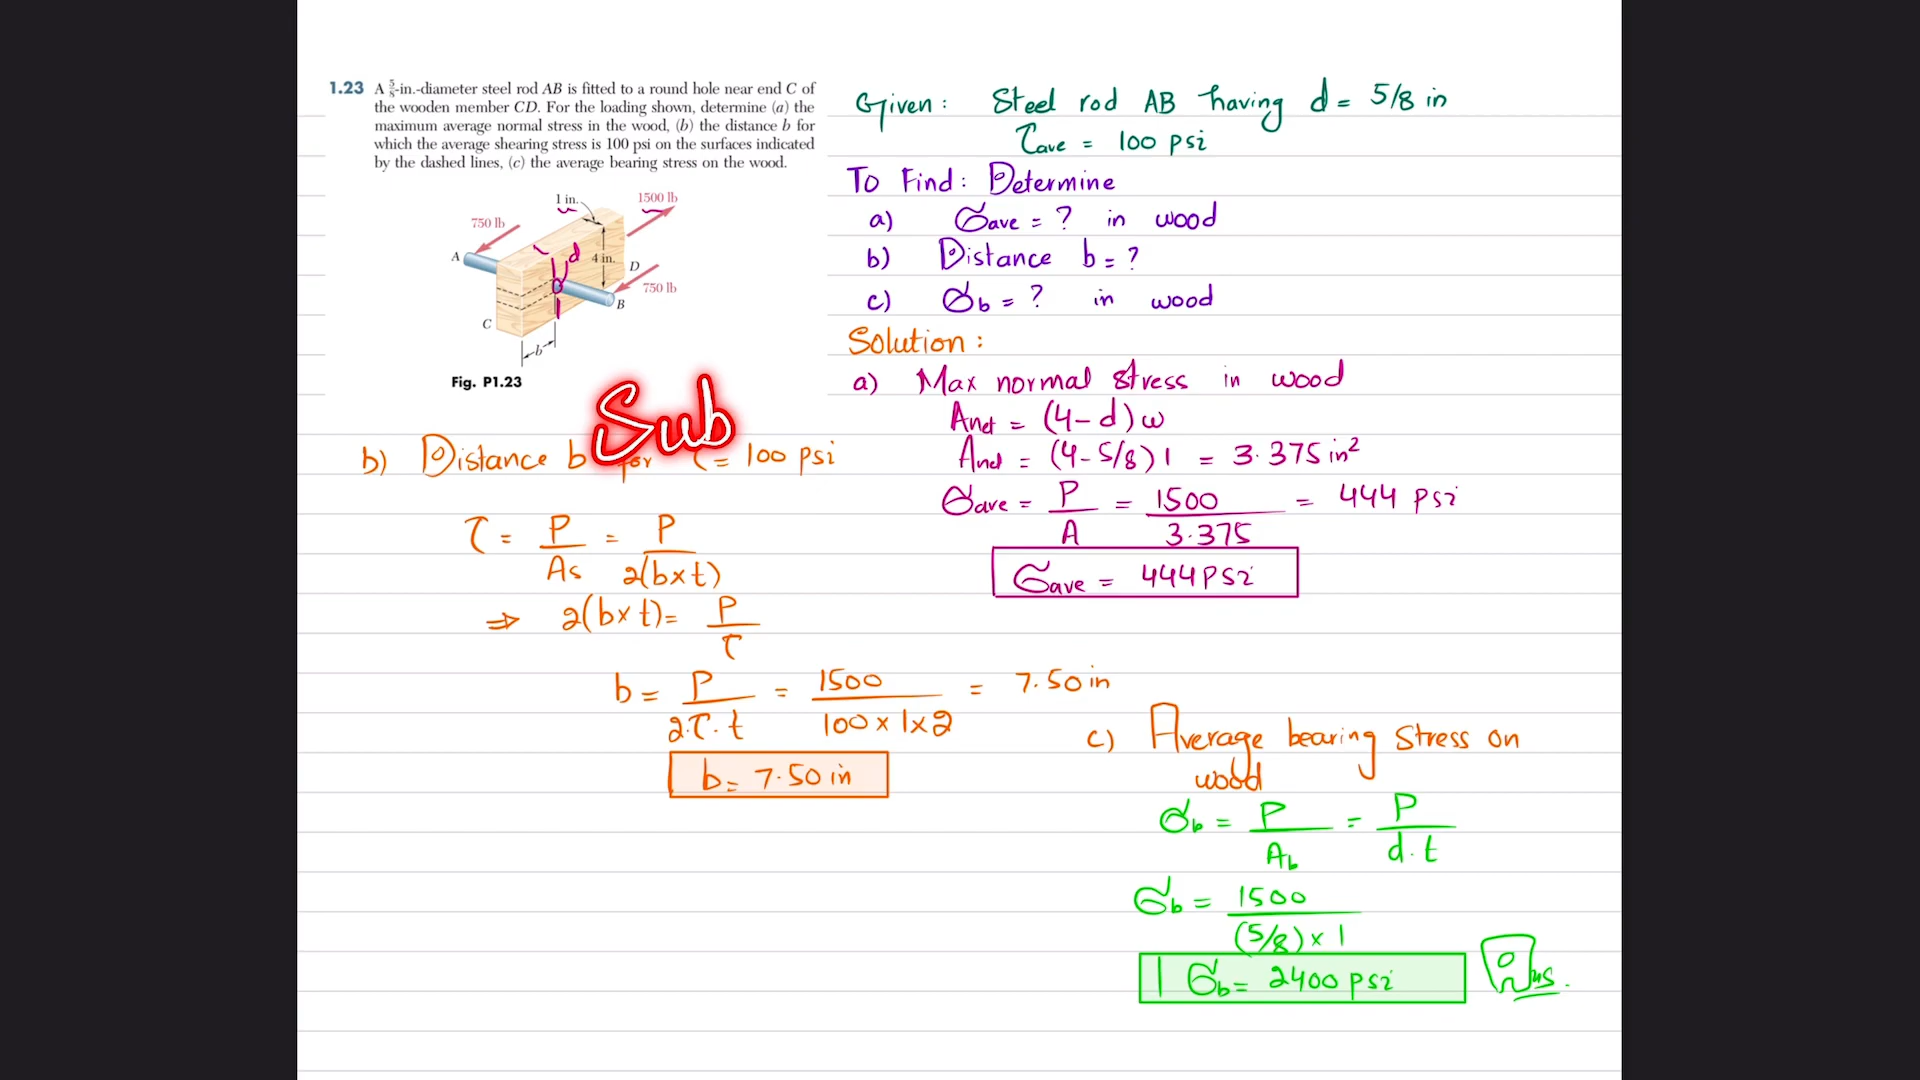 1.23 A 5/8-in.-diameter steel rod AB is fitted to a round hole near end C of
the wooden member CD. For the loading shown, determine (a) the
maximum average normal stress in the wood, (b) the distance b for
which the average shearing stress is 100 psi on the surfaces indicated
by the dashed lines, (c) the average bearing stress on the wood.
1 in.
1500 lb
750 lb
d
A
4 in.
D
750 lb
B
C
b
Fig. P1.23
Given: Steel rod AB having d = 5/8 in
τave = 100 psi
To Find: Determine
a) σave = ? in wood
b) Distance b = ?
c) σb = ? in wood
Solution:
a) Max normal stress in wood
Anet = (4-d)w
Anet = (4-5/8)1 = 3.375 in²
σave = P/A = 1500/3.375 = 444 psi
σave = 444 psi
Sub
b) Distance b for τ = 100 psi
τ = P/As = P/2(b×t)
⇒ 2(b×t) = P/τ
b = P/2.τ.t = 1500/100×1×2 = 7.50 in
b = 7.50 in
c) Average bearing stress on
wood
σb = P/Ab = P/d.t
σb = 1500/(5/8)×1
σb = 2400 psi